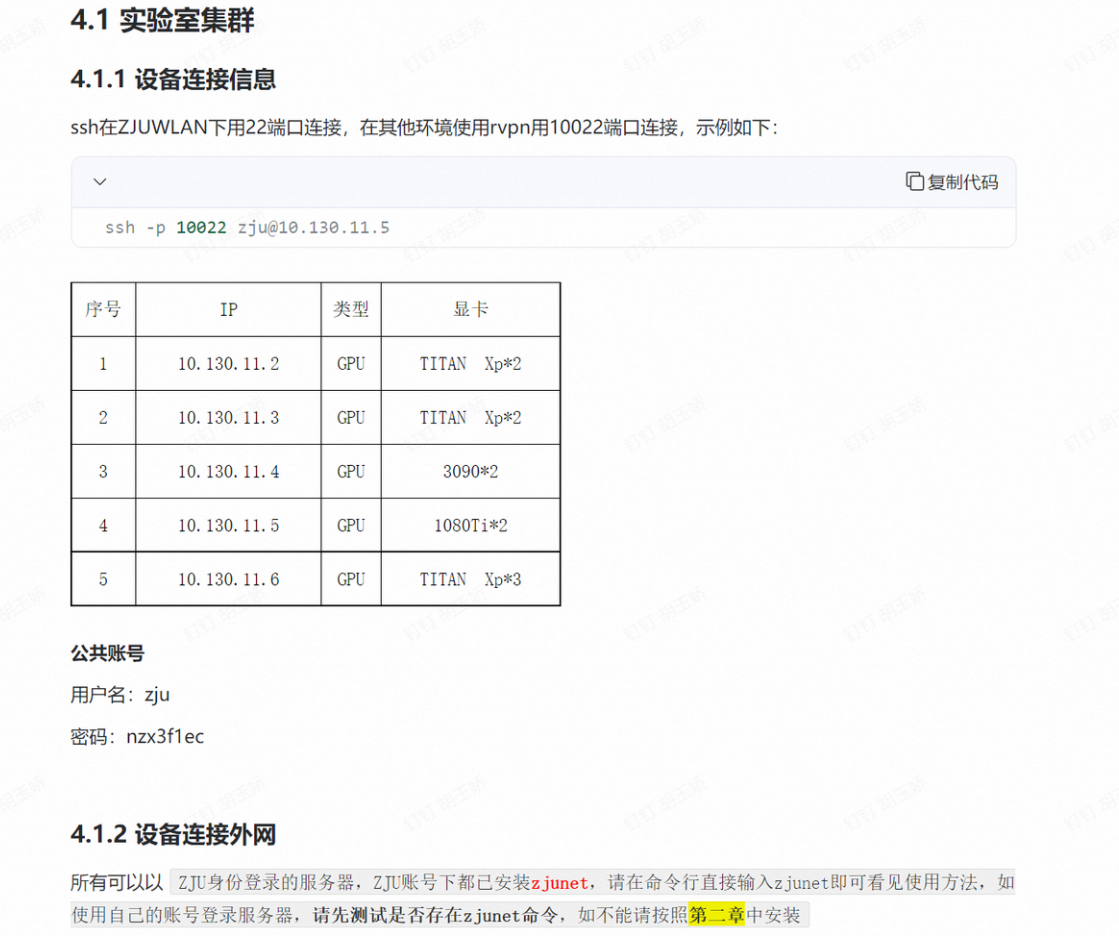 4.1 实验室集群
4.1.1 设备连接信息
ssh在ZJUWLAN下用22端口连接，在其他环境使用rvpn用10022端口连接，示例如下：
复制代码
ssh -p 10022 zju@10.130.11.5
序号 IP 类型 显卡
1 10.130.11.2 GPU TITAN Xp*2
2 10.130.11.3 GPU TITAN Xp*2
3 10.130.11.4 GPU 3090*2
4 10.130.11.5 GPU 1080Ti*2
5 10.130.11.6 GPU TITAN Xp*3
公共账号
用户名：zju
密码：nzx3f1ec
4.1.2 设备连接外网
所有可以以 ZJU身份登录的服务器，ZJU账号下都已安装zjunet，请在命令行直接输入zjunet即可看见使用方法，如
使用自己的账号登录服务器，请先测试是否存在zjunet命令，如不能请按照第二章中安装